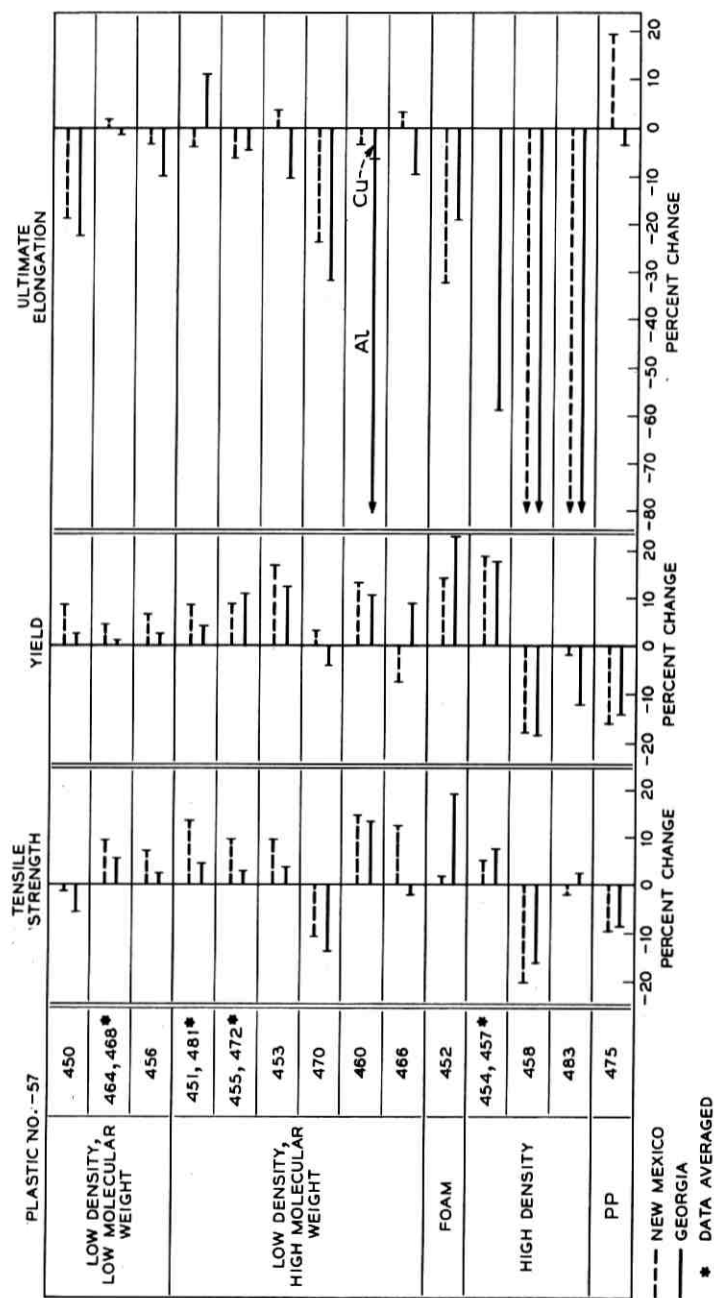 PLASTIC NO.-57
TENSILE
STRENGTH
YIELD
ULTIMATE
ELONGATION
LOW DENSITY,
LOW MOLECULAR
WEIGHT
450
464, 468*
456
LOW DENSITY,
HIGH MOLECULAR
WEIGHT
451, 481*
455, 472*
453
470
460
Al
Cu
466
FOAM
452
HIGH DENSITY
454, 457*
458
483
PP
475
-20 -10 0 10 20
PERCENT CHANGE
-20 -10 0 10 20
PERCENT CHANGE
-80 -70 -60 -50 -40 -30 -20 -10 0 10 20
PERCENT CHANGE
NEW MEXICO
GEORGIA
* DATA AVERAGED